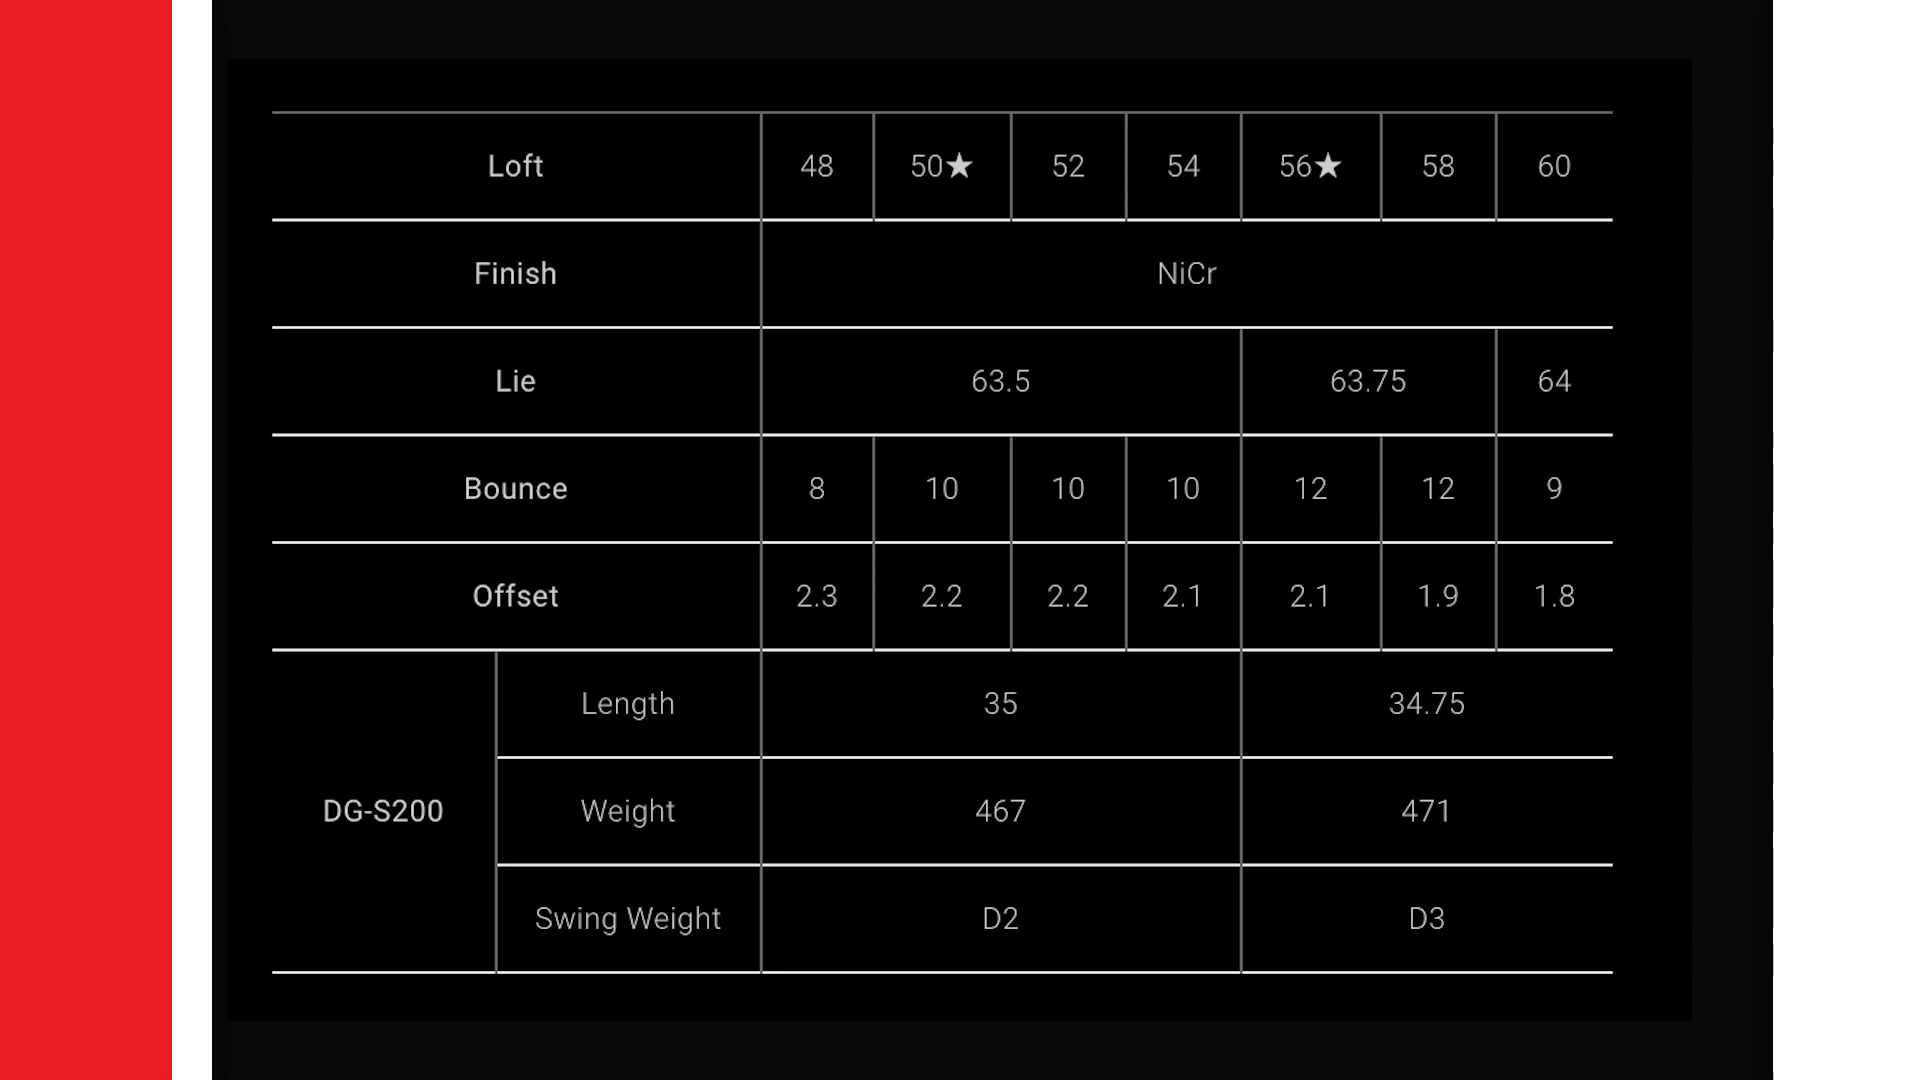 Loft 48 50★ 52 54 56★ 58 60
Finish NiCr
Lie 63.5 63.75 64
Bounce 8 10 10 10 12 12 9
Offset 2.3 2.2 2.2 2.1 2.1 1.9 1.8
DG-S200
Length 35 34.75
Weight 467 471
Swing Weight D2 D3